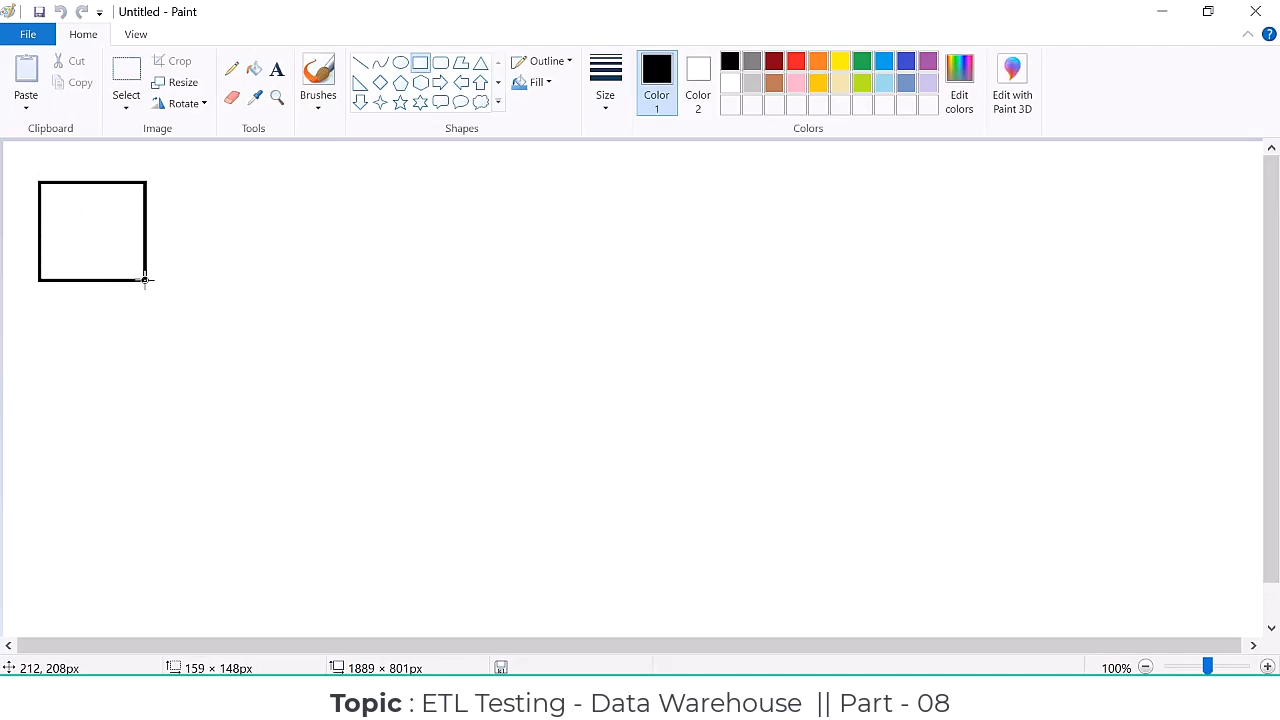 Untitled - Paint
File
Home
View
Paste
Cut
Copy
Clipboard
Select
Crop
Resize
Rotate
Image
A
Tools
Brushes
Outline
Fill
Shapes
Size
Color 1
Color 2
Edit colors
Colors
Edit with Paint 3D
212, 208px
159 × 148px
1889 × 801px
100%
Topic : ETL Testing - Data Warehouse || Part - 08